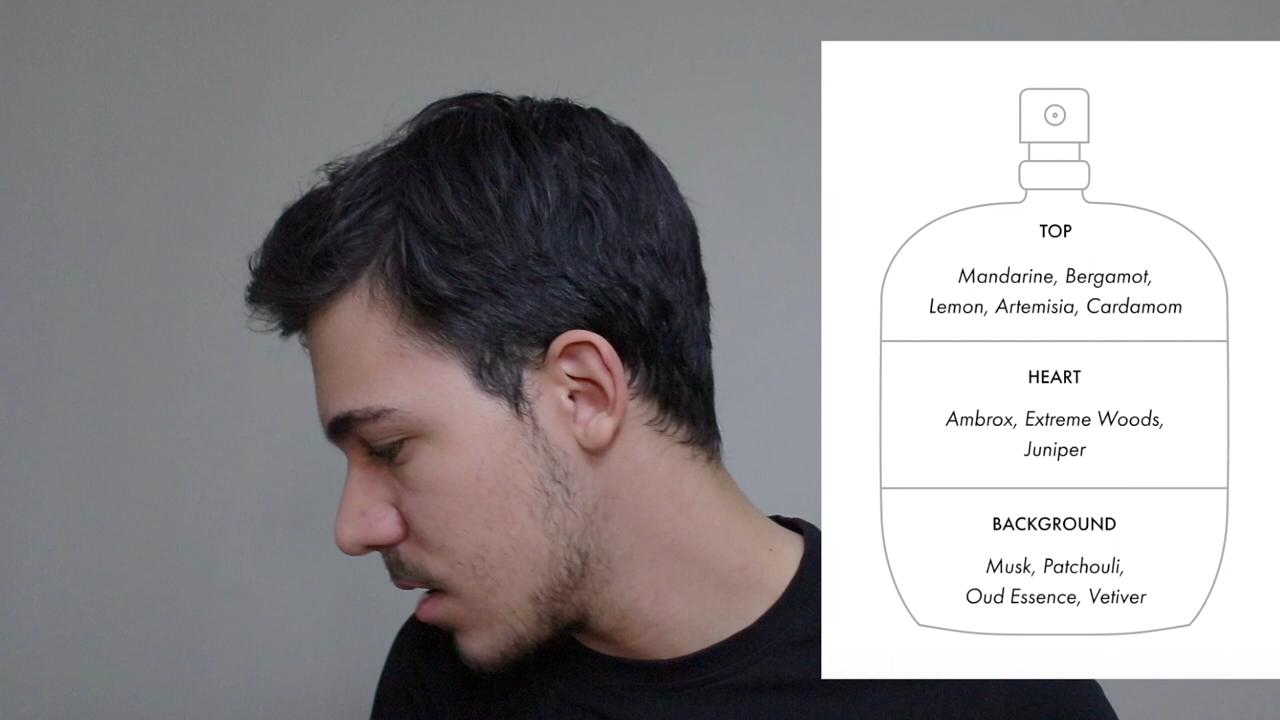 TOP
Mandarine, Bergamot,
Lemon, Artemisia, Cardamom
HEART
Ambrox, Extreme Woods,
Juniper
BACKGROUND
Musk, Patchouli,
Oud Essence, Vetiver